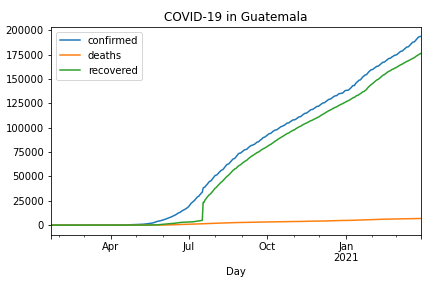 COVID-19 in Guatemala
confirmed
deaths
recovered
200000
175000
150000
125000
100000
75000
50000
25000
0
Apr Jul Oct Jan
2021
Day